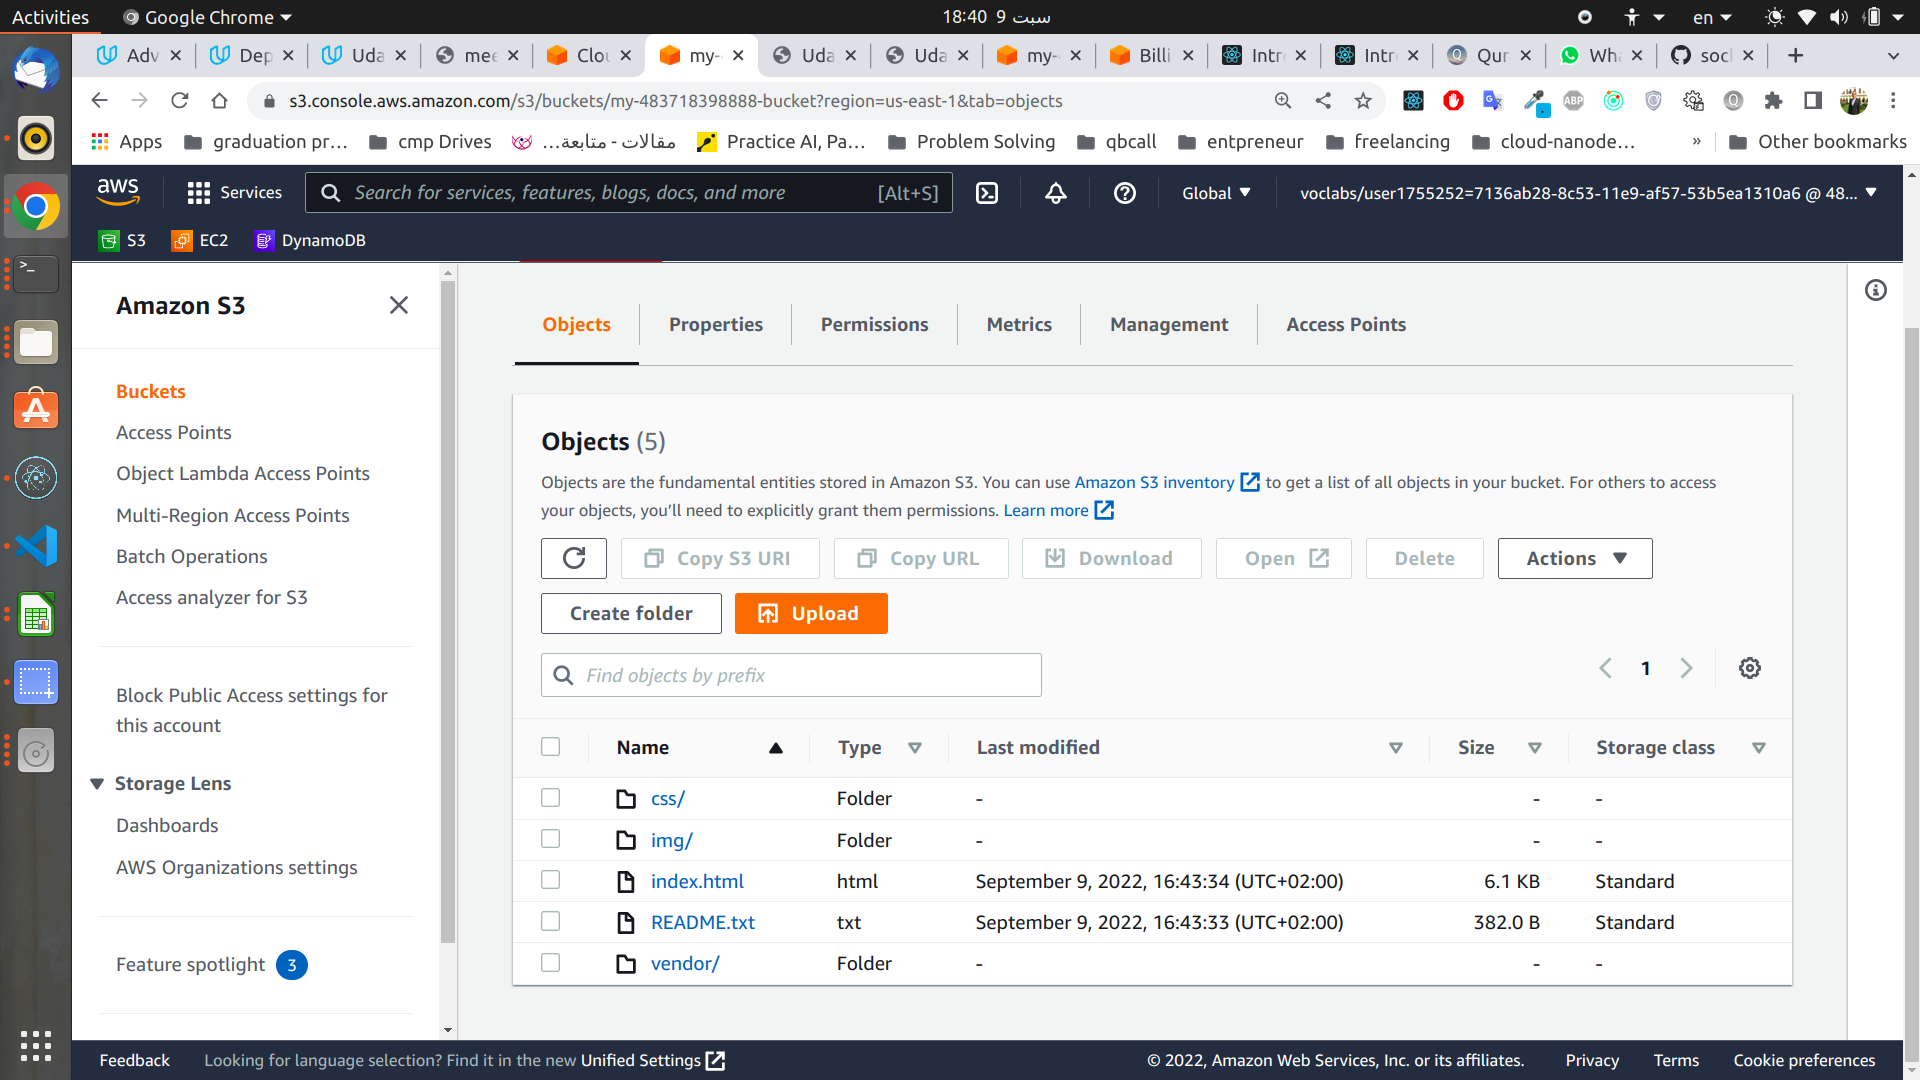 Activities
Google Chrome
18:40 9 سبت
en
Adv
Dep
Uda
mee
Clou
my-
Uda
Uda
my-
Billi
Intr
Intr
Qur
Wha
soc
s3.console.aws.amazon.com/s3/buckets/my-483718398888-bucket?region=us-east-1&tab=objects
Apps
graduation pr...
cmp Drives
مقالات - متابعة...
Practice AI, Pa...
Problem Solving
qbcall
entpreneur
freelancing
cloud-nanode...
»
Other bookmarks
aws
Services
Search for services, features, blogs, docs, and more
[Alt+S]
Global
voclabs/user1755252=7136ab28-8c53-11e9-af57-53b5ea1310a6 @ 48...
S3
EC2
DynamoDB
Amazon S3
Buckets
Access Points
Object Lambda Access Points
Multi-Region Access Points
Batch Operations
Access analyzer for S3
Block Public Access settings for
this account
Storage Lens
Dashboards
AWS Organizations settings
Feature spotlight 3
Objects
Properties
Permissions
Metrics
Management
Access Points
Objects (5)
Objects are the fundamental entities stored in Amazon S3. You can use Amazon S3 inventory to get a list of all objects in your bucket. For others to access
your objects, you'll need to explicitly grant them permissions. Learn more
Copy S3 URI
Copy URL
Download
Open
Delete
Actions
Create folder
Upload
Find objects by prefix
1
Name Type Last modified Size Storage class
css/ Folder - - -
img/ Folder - - -
index.html html September 9, 2022, 16:43:34 (UTC+02:00) 6.1 KB Standard
README.txt txt September 9, 2022, 16:43:33 (UTC+02:00) 382.0 B Standard
vendor/ Folder - - -
Feedback
Looking for language selection? Find it in the new Unified Settings
© 2022, Amazon Web Services, Inc. or its affiliates.
Privacy
Terms
Cookie preferences